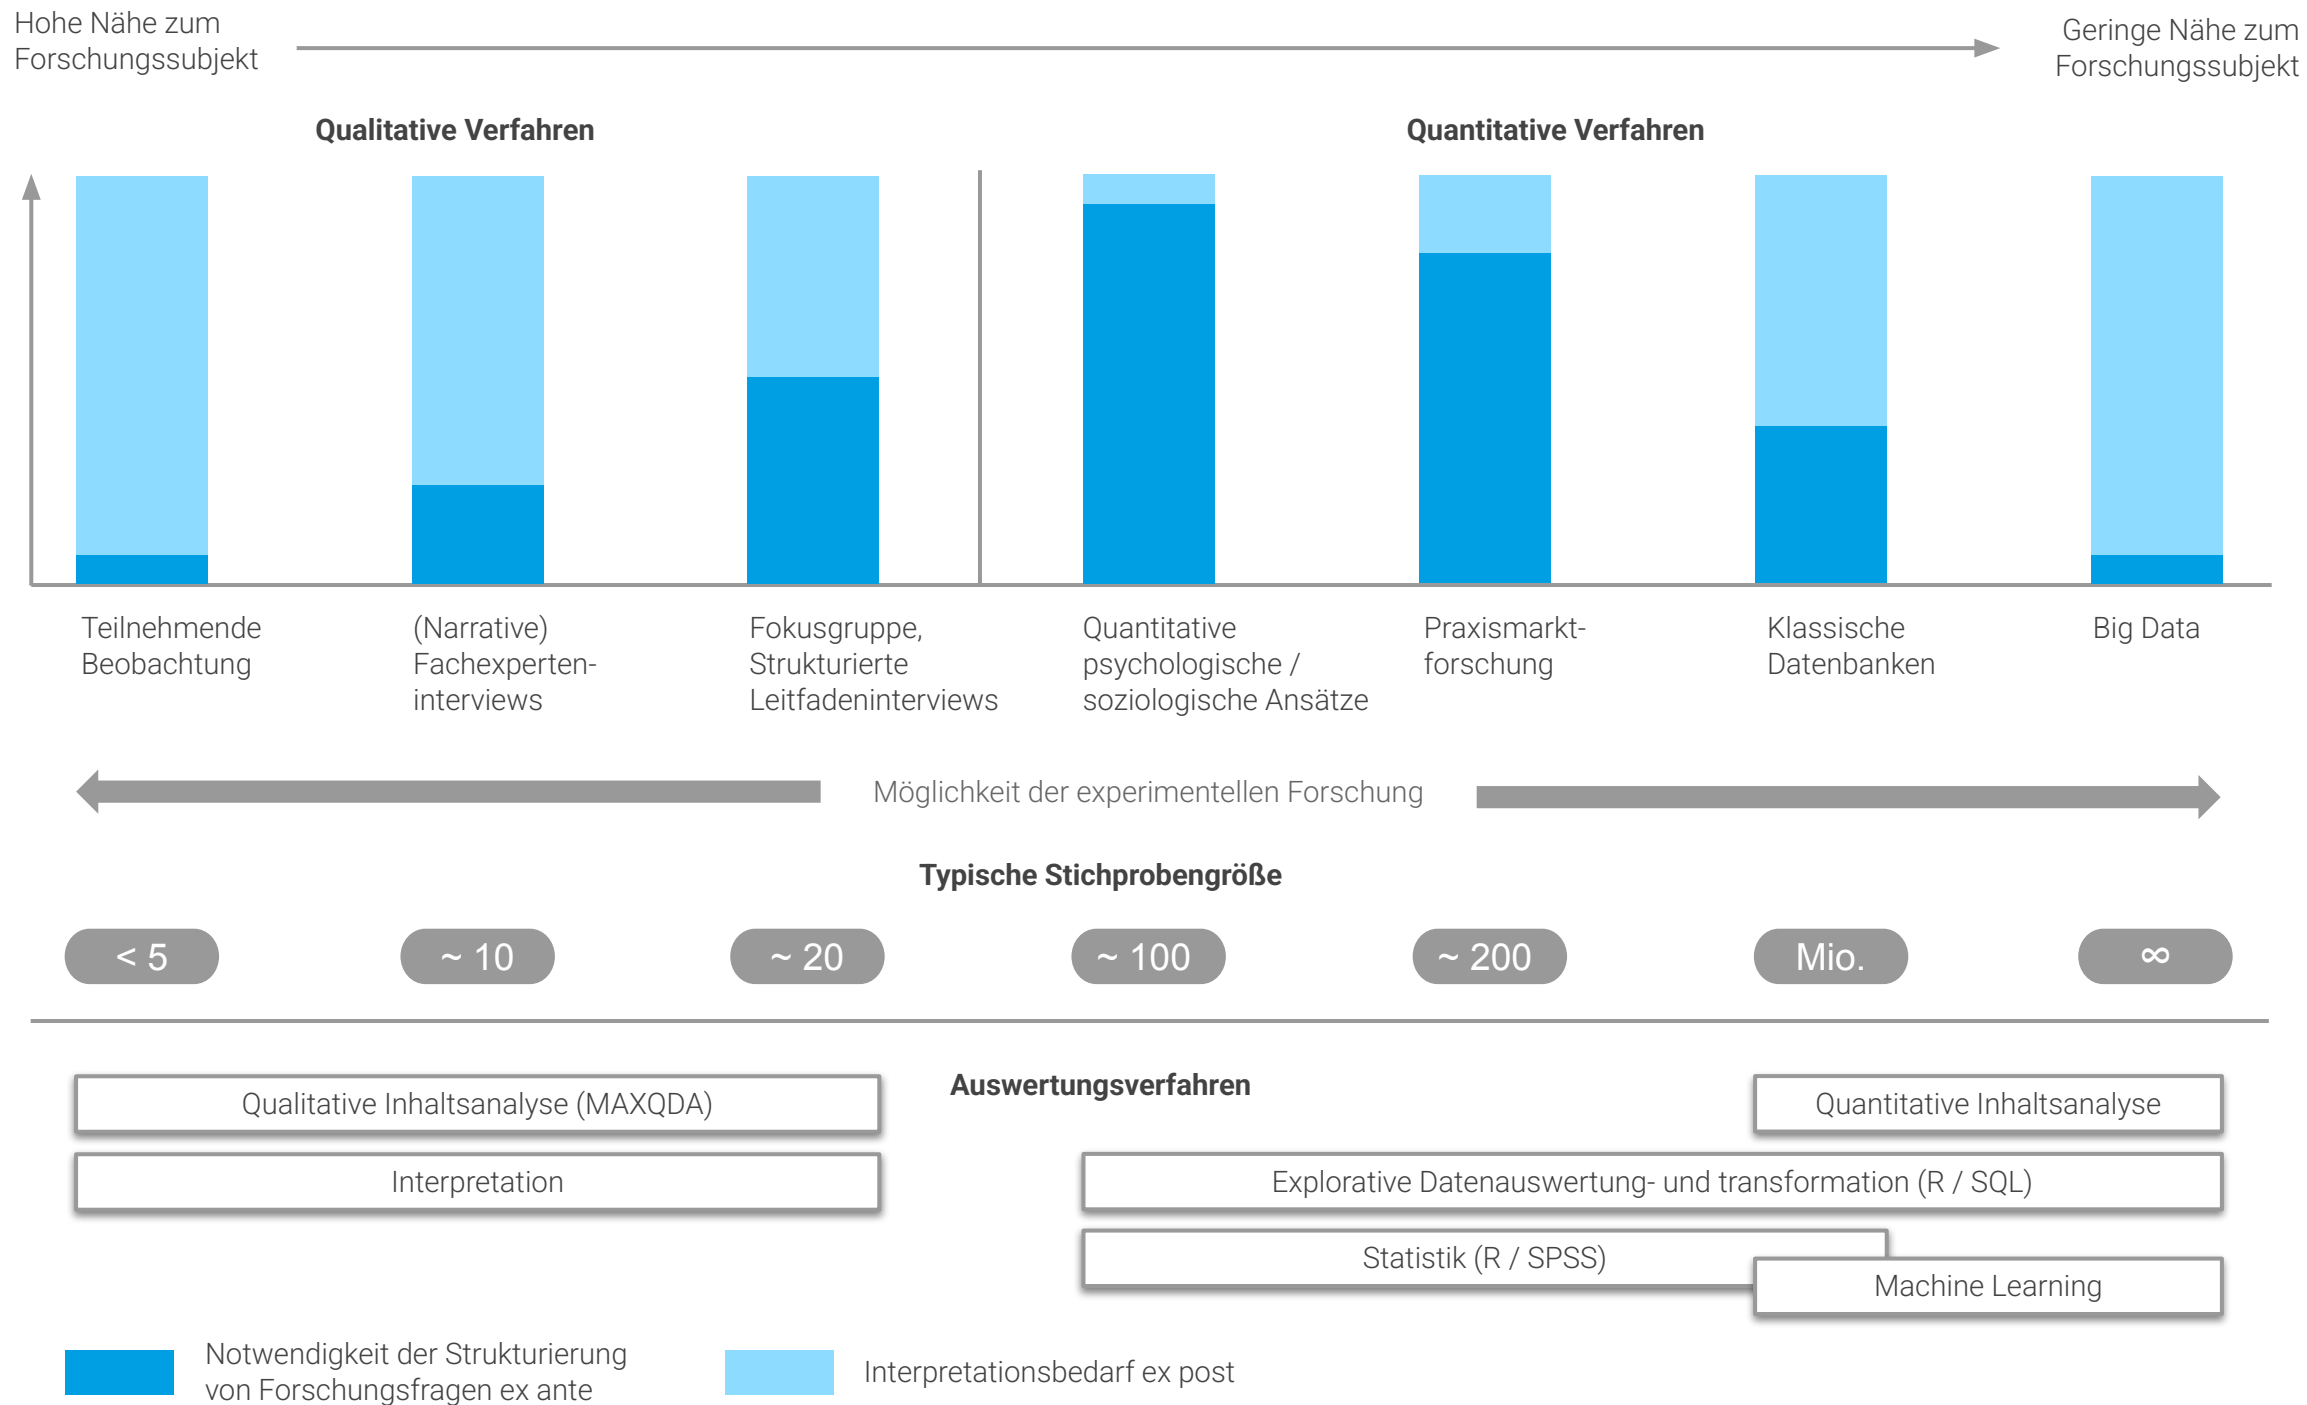 Hohe Nähe zum
Forschungssubjekt
Geringe Nähe zum
Forschungssubjekt
Qualitative Verfahren
Quantitative Verfahren
Teilnehmende
Beobachtung
(Narrative)
Fachexperten-
interviews
Fokusgruppe,
Strukturierte
Leitfadeninterviews
Quantitative
psychologische /
soziologische Ansätze
Praxismarkt-
forschung
Klassische
Datenbanken
Big Data
Möglichkeit der experimentellen Forschung
Typische Stichprobengröße
< 5
~ 10
~ 20
~ 100
~ 200
Mio.
∞
Auswertungsverfahren
Qualitative Inhaltsanalyse (MAXQDA)
Quantitative Inhaltsanalyse
Interpretation
Explorative Datenauswertung- und transformation (R / SQL)
Statistik (R / SPSS)
Machine Learning
Notwendigkeit der Strukturierung
von Forschungsfragen ex ante
Interpretationsbedarf ex post